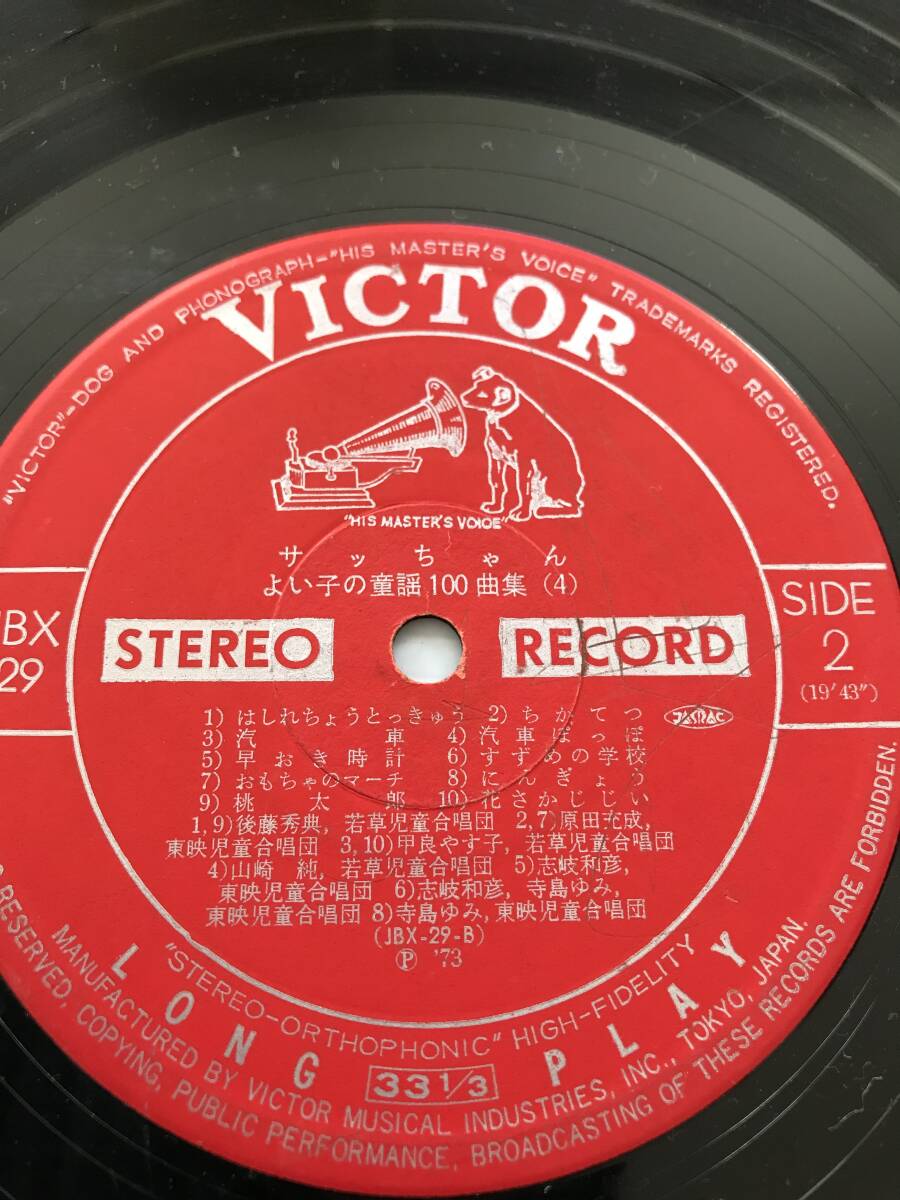 "VICTOR"-DOG AND PHONOGRAPH-"HIS MASTER'S VOICE" TRADEMARKS REGISTERED.
VICTOR
"HIS MASTER'S VOICE"
サッちゃん
よい子の童謡100曲集(4)
JBX
29
STEREO RECORD
SIDE
2
(19′43″)
1)はしれちょうとっきゅう 2)ちかてつ
JASRAC
3)汽車 4)汽車ぽっぽ
5)早おき時計 6)すずめの学校
7)おもちゃのマーチ 8)にんぎょう
9)桃太郎 10)花さかじじい
1,9)後藤秀典, 若草児童合唱団 2,7)原田充成,
東映児童合唱団 3,10)甲良やす子, 若草児童合唱団
4)山崎 純, 若草児童合唱団 5)志岐和彦,
東映児童合唱団 6)志岐和彦, 寺島ゆみ,
東映児童合唱団 8)寺島ゆみ,東映児童合唱団
(JBX-29-B)
Ⓟ '73
"STEREO-ORTHOPHONIC" HIGH-FIDELITY
LONG 33 1/3 PLAY
MANUFACTURED BY VICTOR MUSICAL INDUSTRIES, INC., TOKYO, JAPAN.
RESERVED, COPYING, PUBLIC PERFORMANCE, BROADCASTING OF THESE RECORDS ARE FORBIDDEN.